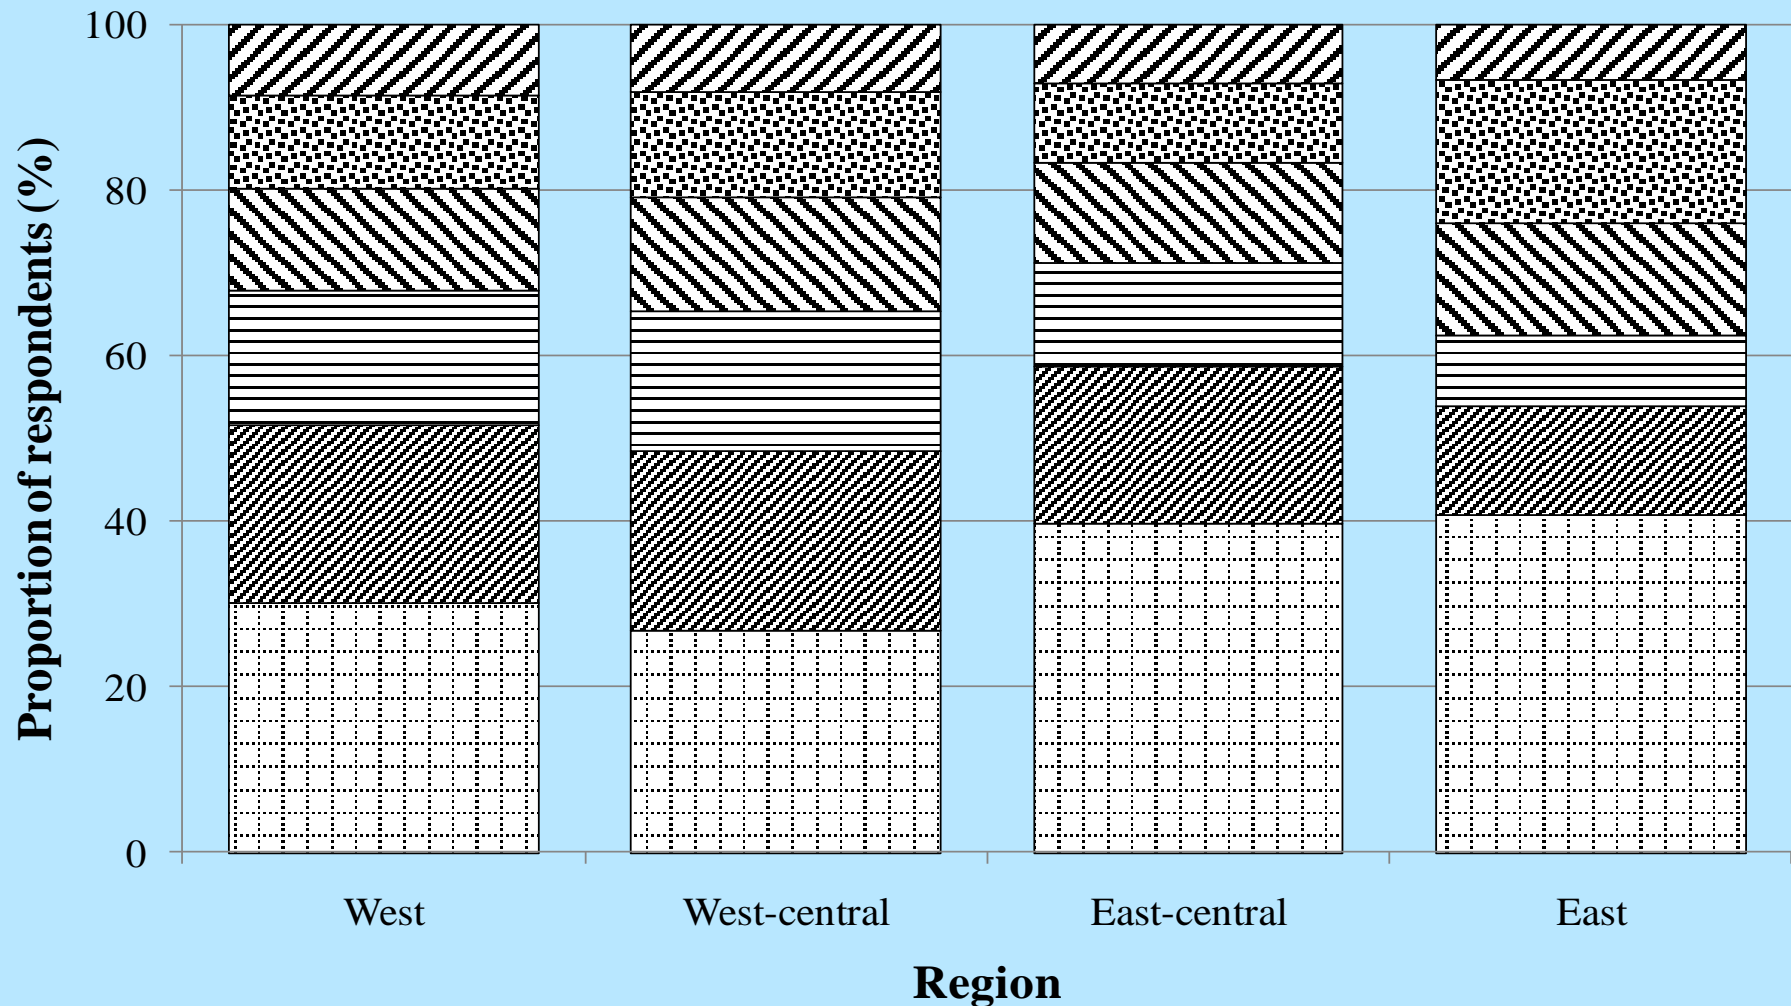 Proportion of respondents (%)
100
80
60
40
20
0
West West-central East-central East
Region